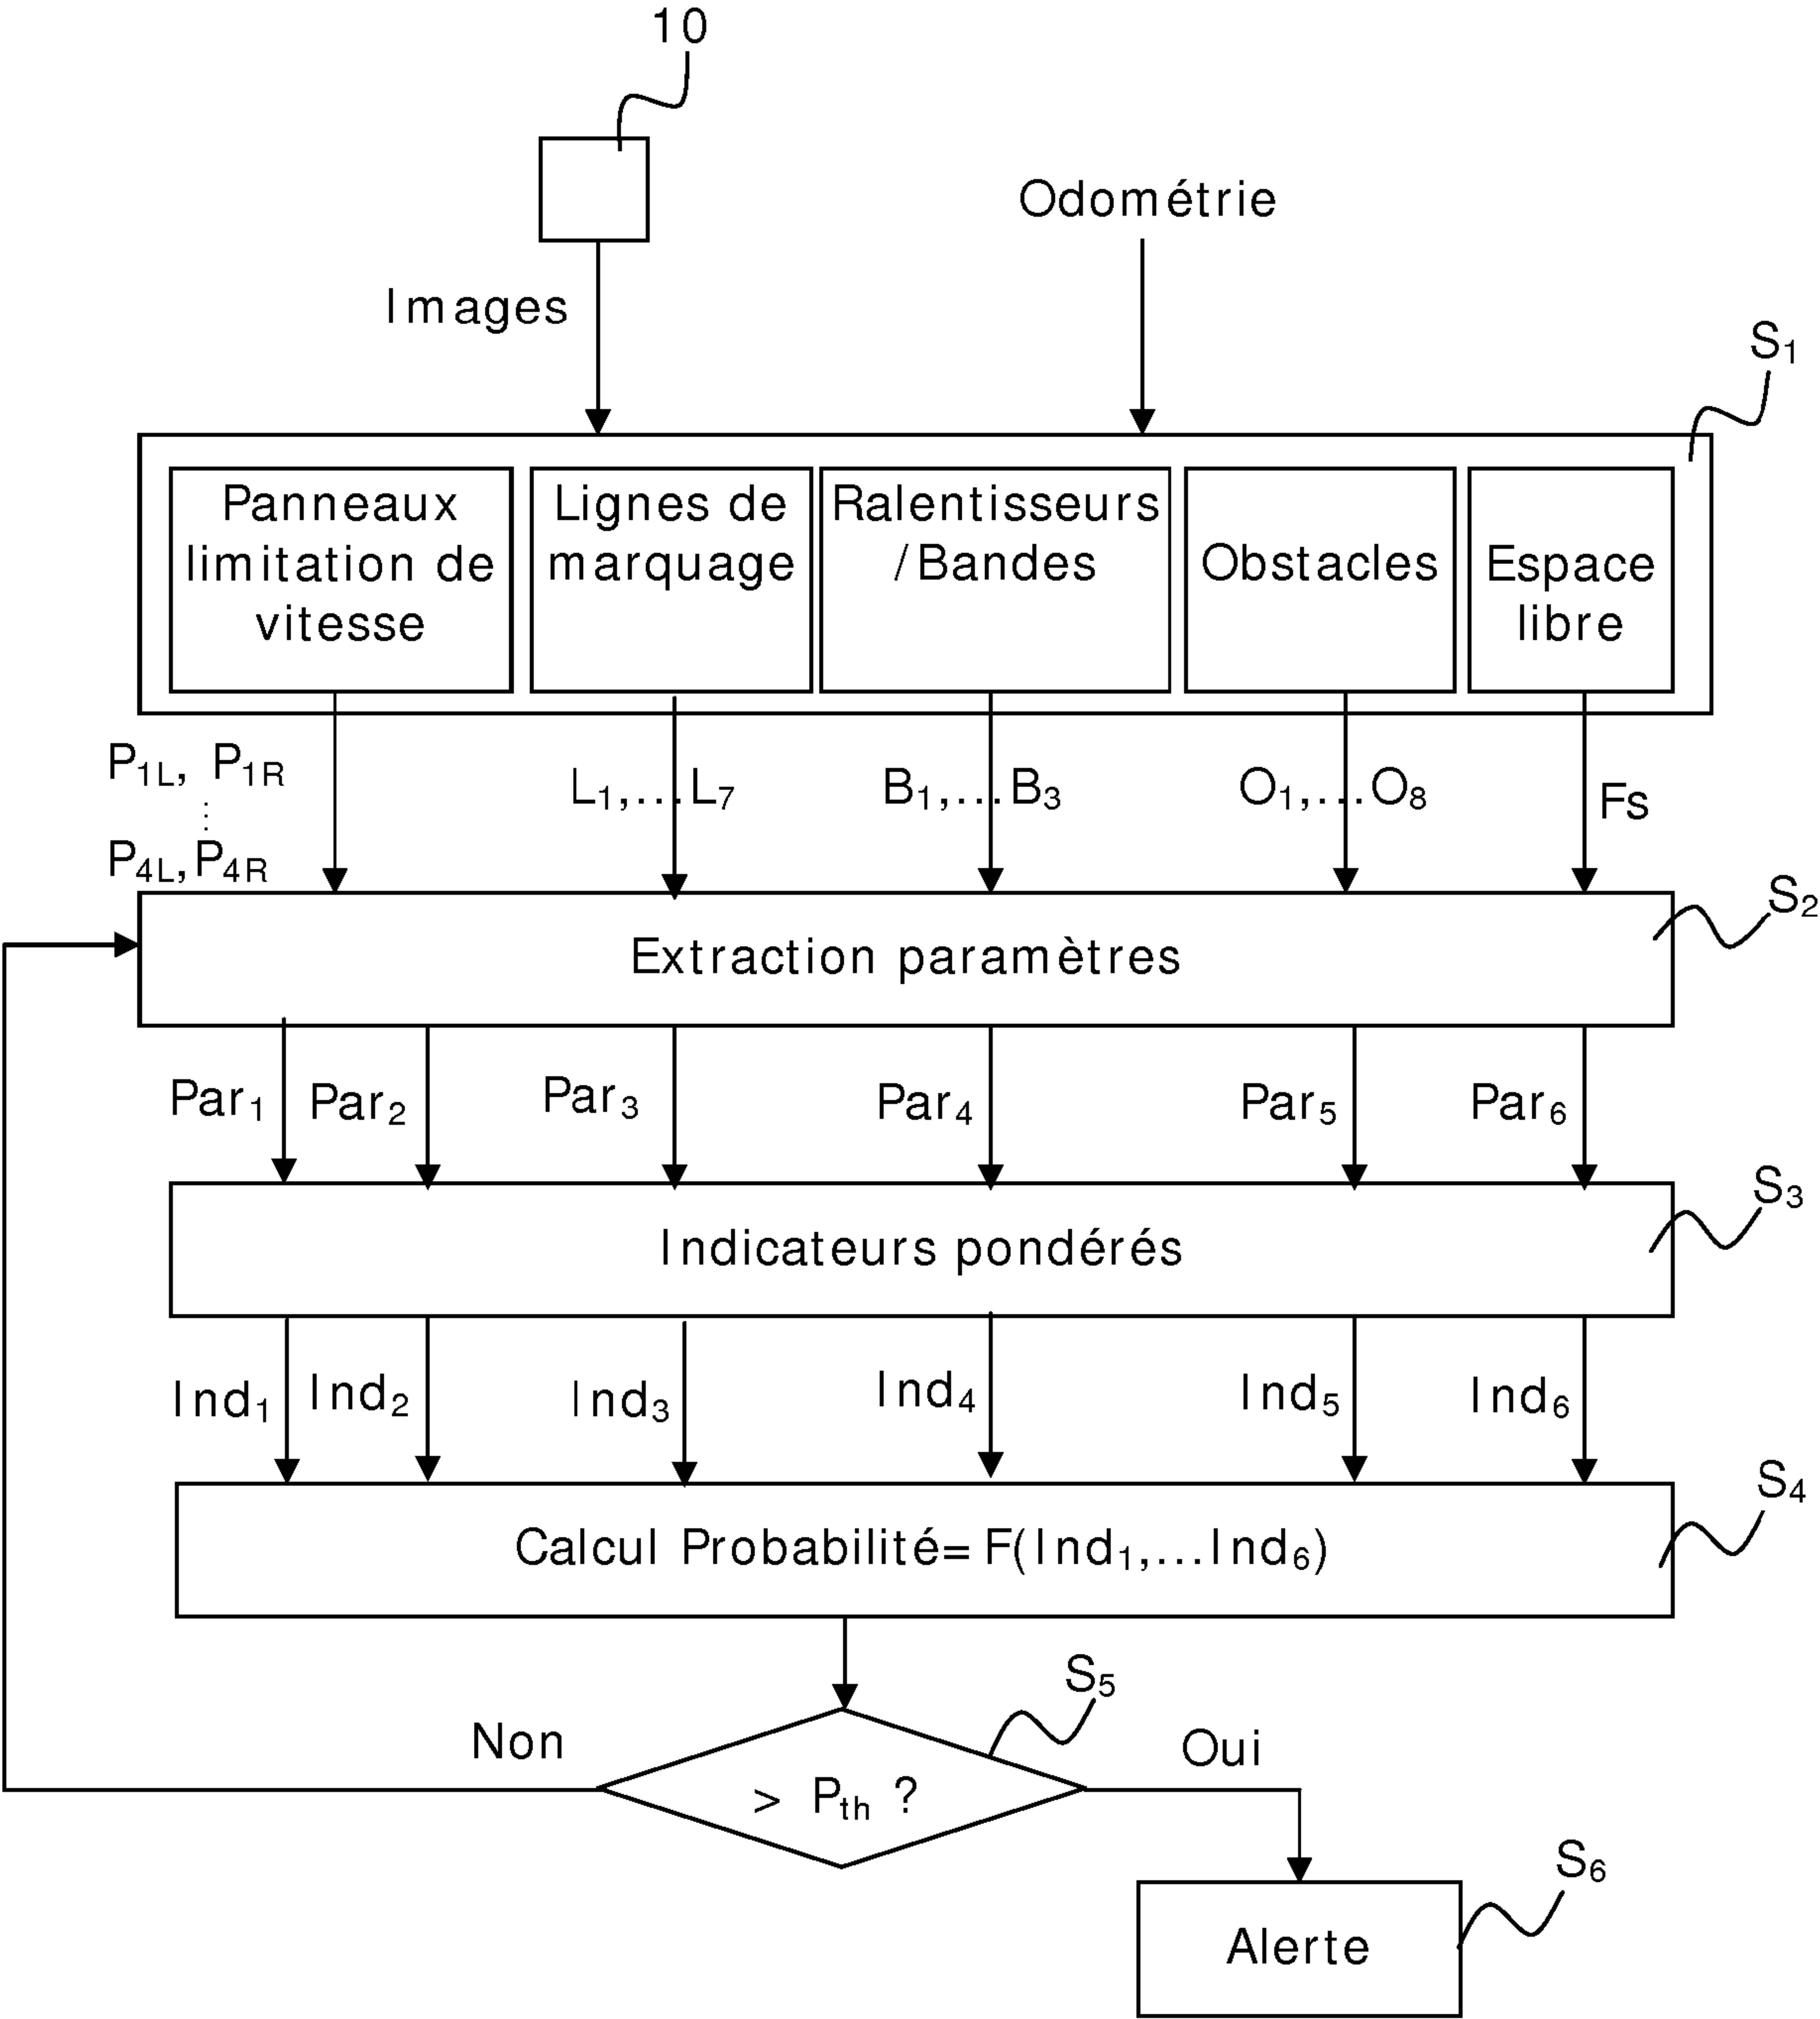 10
Odométrie
Images
S1
Panneaux
limitation de
vitesse
Lignes de
marquage
Ralentisseurs
/Bandes
Obstacles
Espace
libre
P1L, P1R
⋮
P4L,P4R
L1,...L7
B1,...B3
O1,...O8
Fs
S2
Extraction paramètres
Par1
Par2
Par3
Par4
Par5
Par6
S3
Indicateurs pondérés
Ind1
Ind2
Ind3
Ind4
Ind5
Ind6
S4
Calcul Probabilité= F(Ind1,...Ind6)
S5
Non
Oui
> Pth ?
S6
Alerte